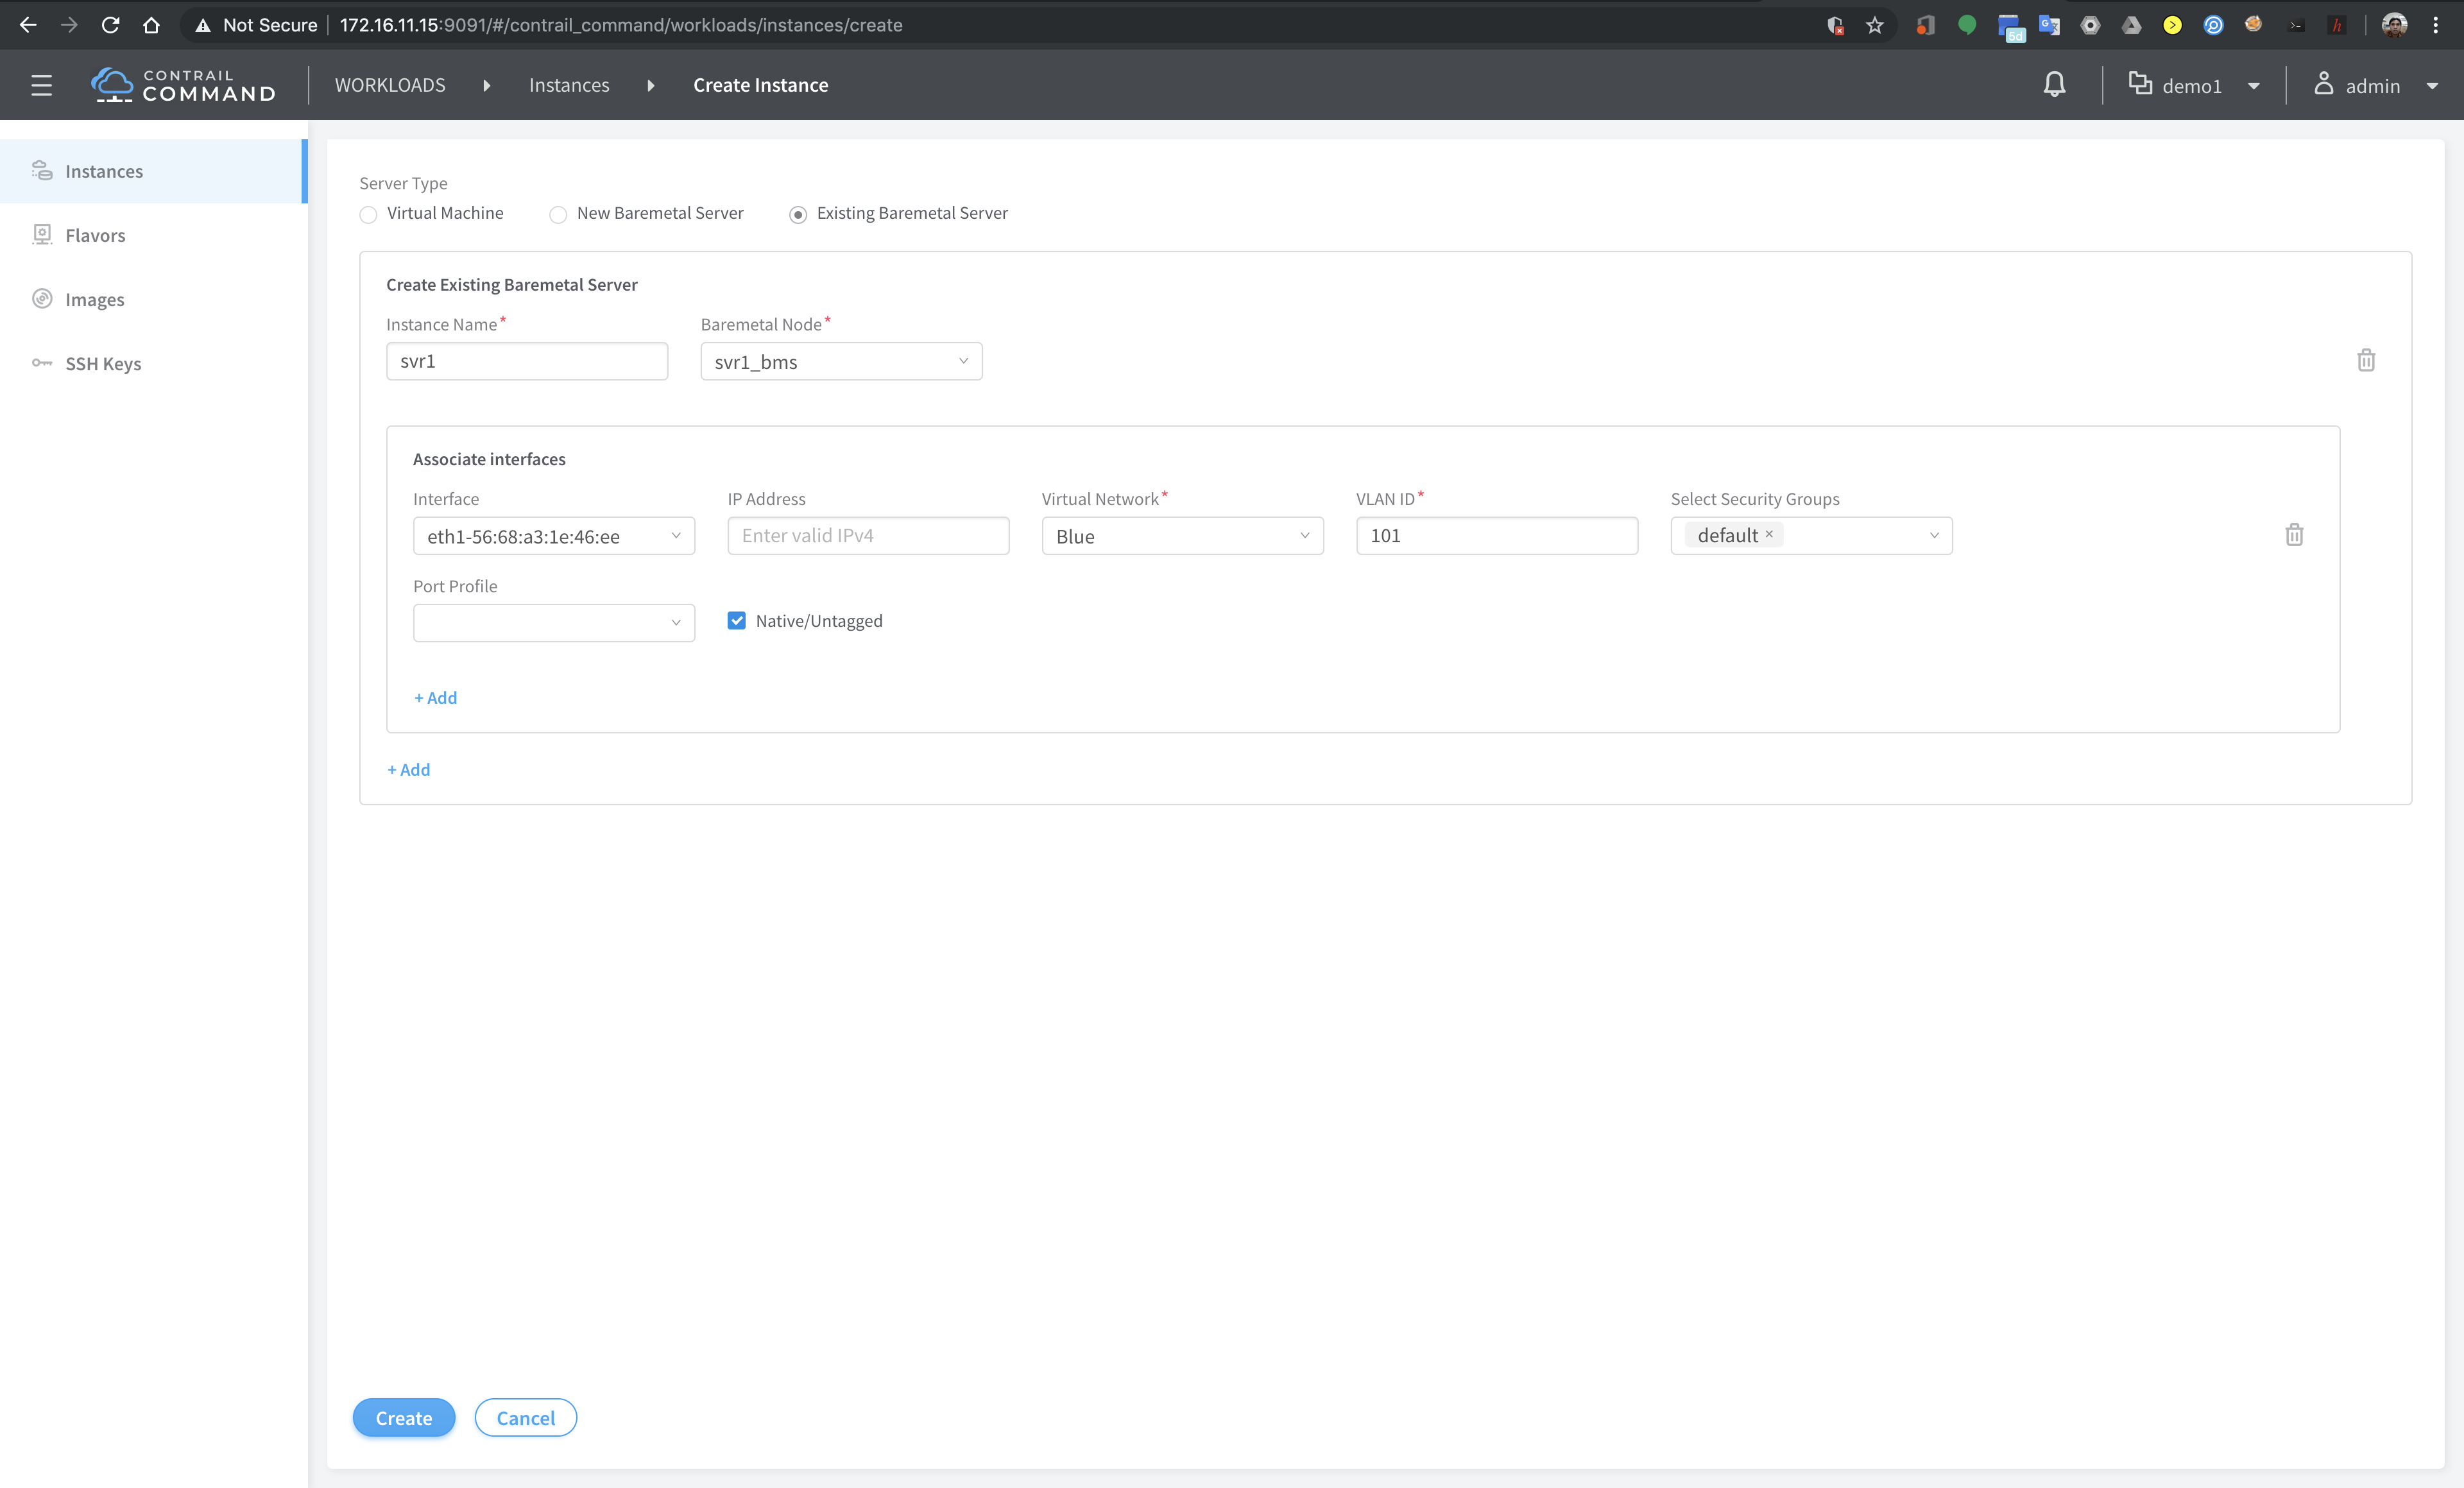 Not Secure 172.16.11.15:9091/#/contrail_command/workloads/instances/create
5d
CONTRAIL
COMMAND
WORKLOADS Instances Create Instance demo1 admin
Instances
Flavors
Images
SSH Keys
Server Type
Virtual Machine New Baremetal Server Existing Baremetal Server
Create Existing Baremetal Server
Instance Name* Baremetal Node*
svr1 svr1_bms
Associate interfaces
Interface IP Address Virtual Network* VLAN ID* Select Security Groups
eth1-56:68:a3:1e:46:ee Enter valid IPv4 Blue 101 default ×
Port Profile
Native/Untagged
+ Add
+ Add
Create Cancel